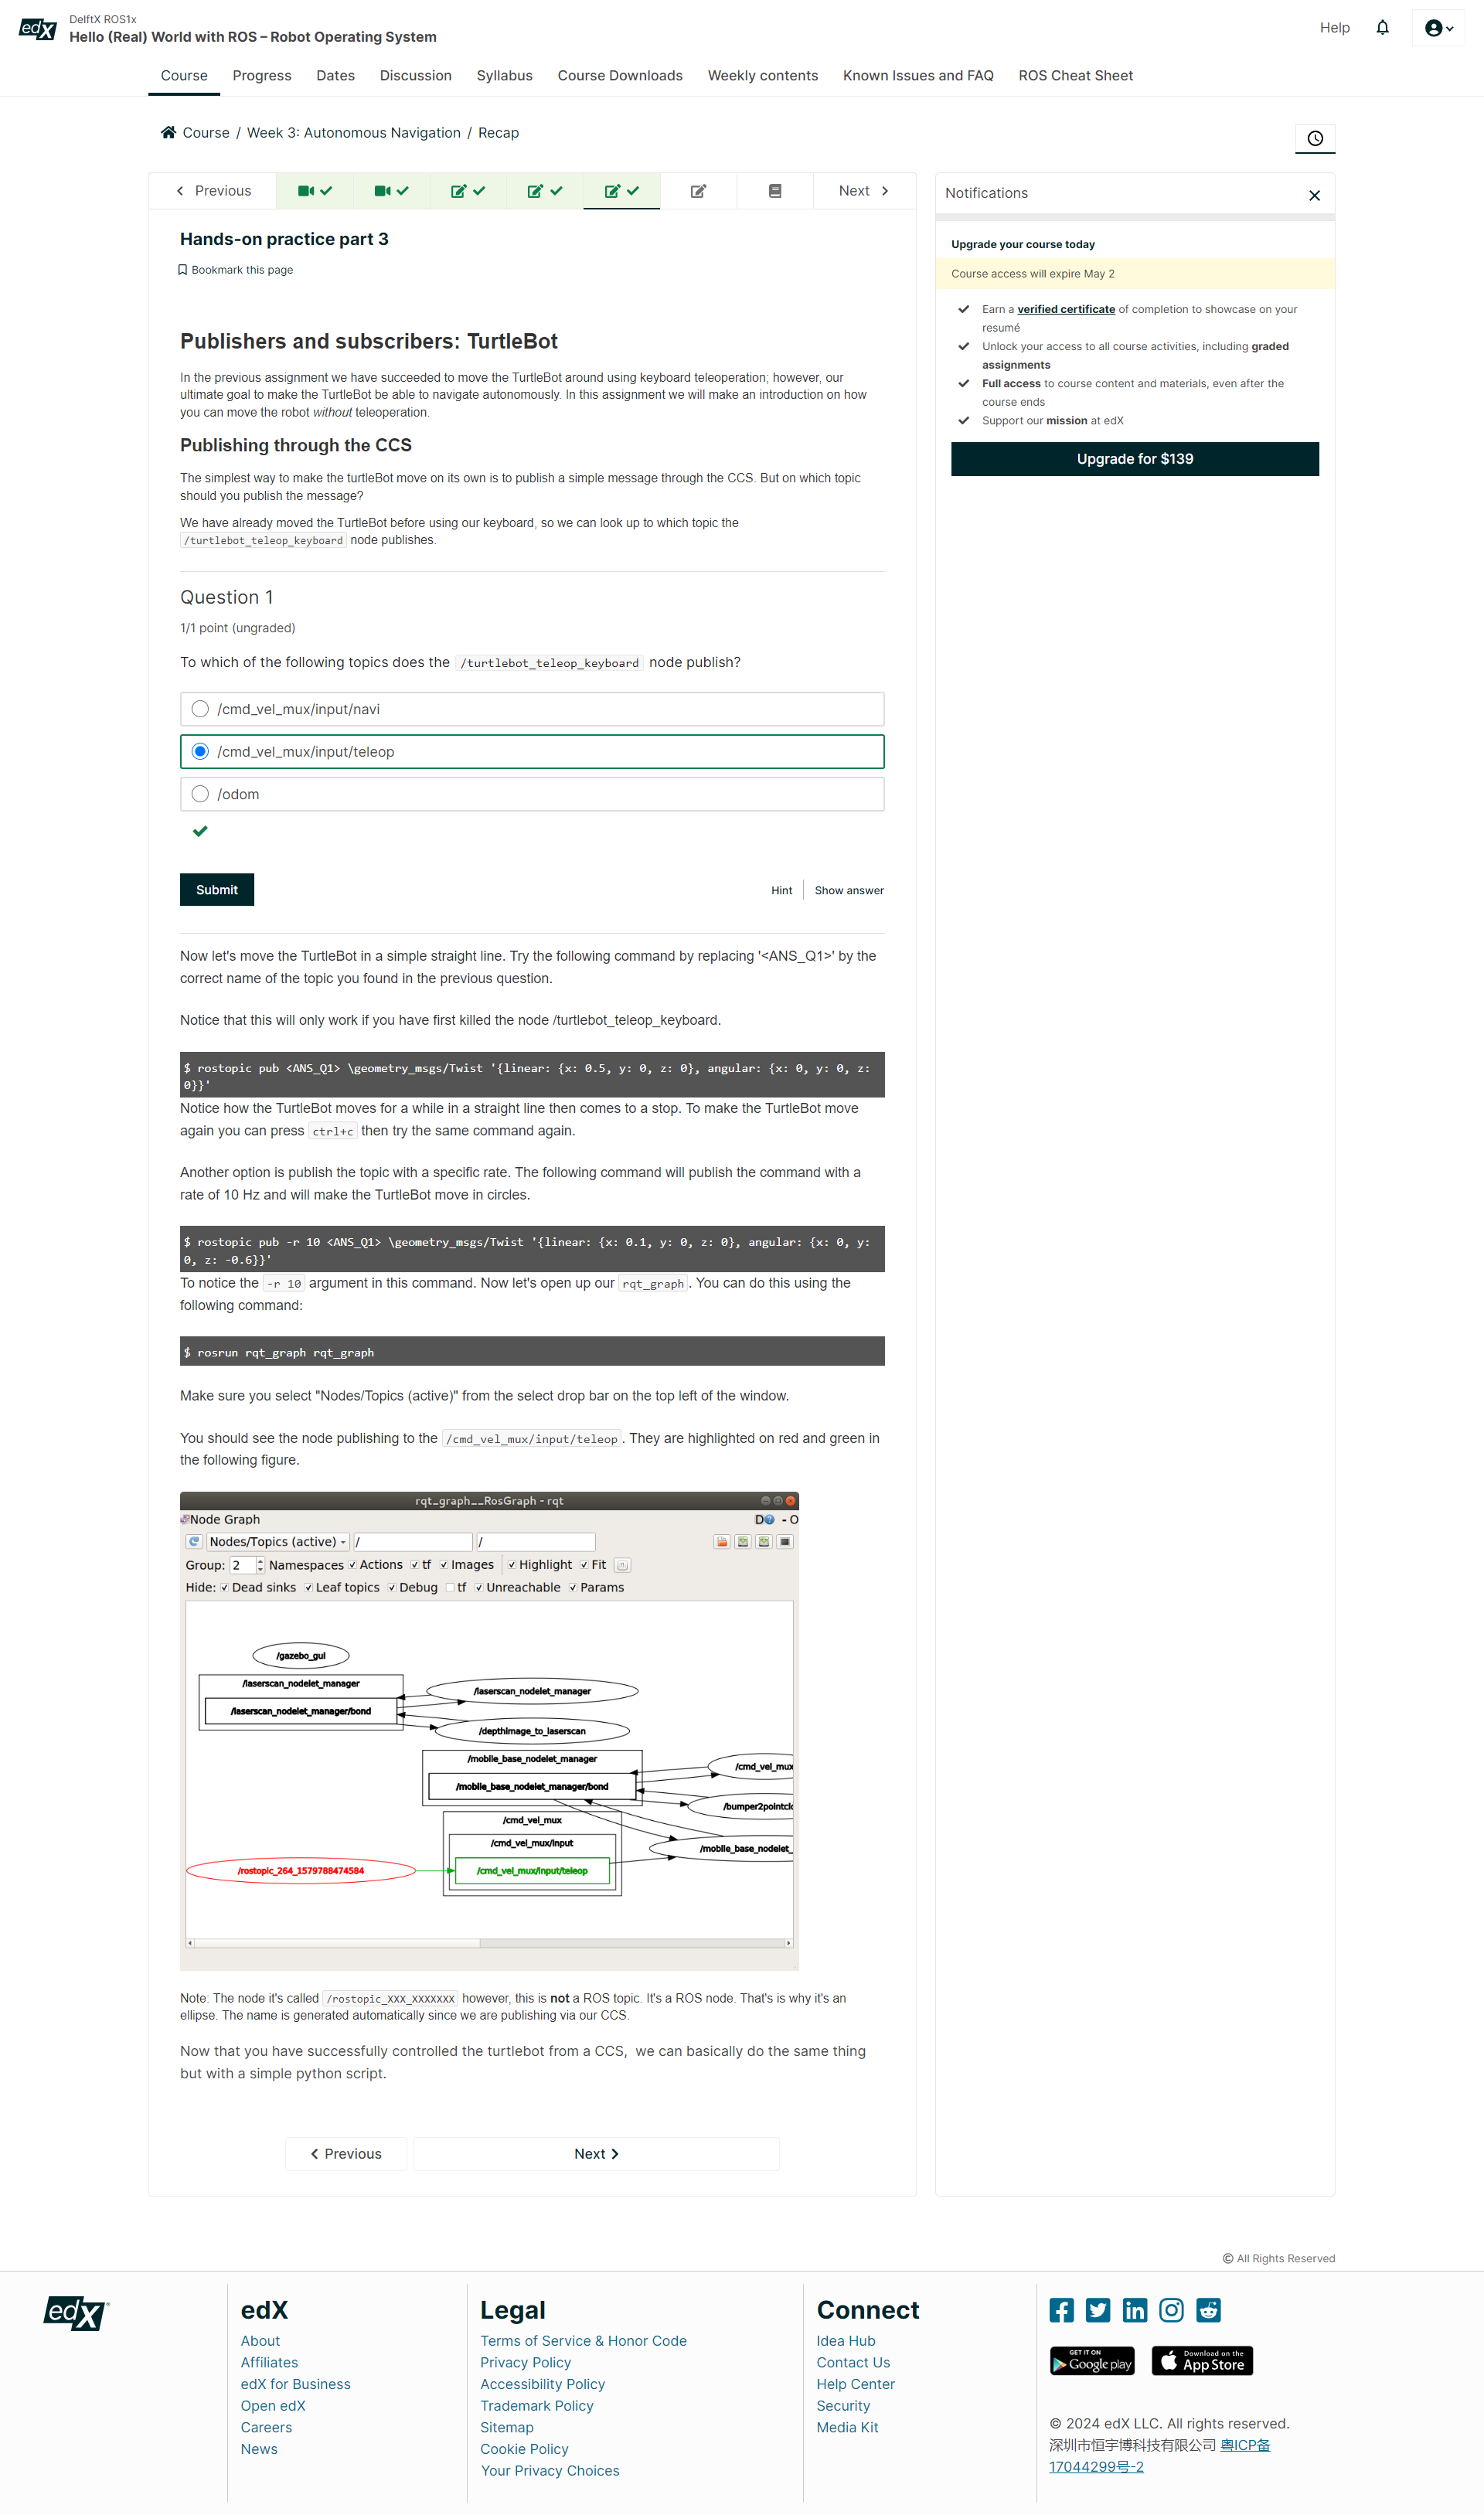 edX
DelftX ROS1x
Hello (Real) World with ROS – Robot Operating System
Help
Course
Progress
Dates
Discussion
Syllabus
Course Downloads
Weekly contents
Known Issues and FAQ
ROS Cheat Sheet
Course / Week 3: Autonomous Navigation / Recap
Previous
Next
Hands-on practice part 3
Bookmark this page
Publishers and subscribers: TurtleBot
In the previous assignment we have succeeded to move the TurtleBot around using keyboard teleoperation; however, our
ultimate goal to make the TurtleBot be able to navigate autonomously. In this assignment we will make an introduction on how
you can move the robot without teleoperation.
Publishing through the CCS
The simplest way to make the turtleBot move on its own is to publish a simple message through the CCS. But on which topic
should you publish the message?
We have already moved the TurtleBot before using our keyboard, so we can look up to which topic the
/turtlebot_teleop_keyboard node publishes.
Question 1
1/1 point (ungraded)
To which of the following topics does the /turtlebot_teleop_keyboard node publish?
/cmd_vel_mux/input/navi
/cmd_vel_mux/input/teleop
/odom
Submit
Hint
Show answer
Now let's move the TurtleBot in a simple straight line. Try the following command by replacing '<ANS_Q1>' by the
correct name of the topic you found in the previous question.
Notice that this will only work if you have first killed the node /turtlebot_teleop_keyboard.
$ rostopic pub <ANS_Q1> \geometry_msgs/Twist '{linear: {x: 0.5, y: 0, z: 0}, angular: {x: 0, y: 0, z:
0}}'
Notice how the TurtleBot moves for a while in a straight line then comes to a stop. To make the TurtleBot move
again you can press ctrl+c then try the same command again.
Another option is publish the topic with a specific rate. The following command will publish the command with a
rate of 10 Hz and will make the TurtleBot move in circles.
$ rostopic pub -r 10 <ANS_Q1> \geometry_msgs/Twist '{linear: {x: 0.1, y: 0, z: 0}, angular: {x: 0, y:
0, z: -0.6}}'
To notice the -r 10 argument in this command. Now let's open up our rqt_graph. You can do this using the
following command:
$ rosrun rqt_graph rqt_graph
Make sure you select "Nodes/Topics (active)" from the select drop bar on the top left of the window.
You should see the node publishing to the /cmd_vel_mux/input/teleop. They are highlighted on red and green in
the following figure.
rqt_graph__RosGraph - rqt
Node Graph
D - O
Nodes/Topics (active) / /
Group: 2 Namespaces Actions tf Images Highlight Fit
Hide: Dead sinks Leaf topics Debug tf Unreachable Params
/gazebo_gui
/laserscan_nodelet_manager
/laserscan_nodelet_manager
/laserscan_nodelet_manager/bond
/depthimage_to_laserscan
/mobile_base_nodelet_manager
/cmd_vel_mux
/mobile_base_nodelet_manager/bond
/bumper2pointclo
/cmd_vel_mux
/cmd_vel_mux/input
/mobile_base_nodelet_
/rostopic_264_1579788474584
/cmd_vel_mux/input/teleop
Note: The node it's called /rostopic_XXX_XXXXXXX however, this is not a ROS topic. It's a ROS node. That's why it's an
ellipse. The name is generated automatically since we are publishing via our CCS.
Now that you have successfully controlled the turtlebot from a CCS, we can basically do the same thing
but with a simple python script.
Previous
Next
Notifications
Upgrade your course today
Course access will expire May 2
Earn a verified certificate of completion to showcase on your
resumé
Unlock your access to all course activities, including graded
assignments
Full access to course content and materials, even after the
course ends
Support our mission at edX
Upgrade for $139
© All Rights Reserved
edX
edX
About
Affiliates
edX for Business
Open edX
Careers
News
Legal
Terms of Service & Honor Code
Privacy Policy
Accessibility Policy
Trademark Policy
Sitemap
Cookie Policy
Your Privacy Choices
Connect
Idea Hub
Contact Us
Help Center
Security
Media Kit
GET IT ON
Google play
Download on the
App Store
© 2024 edX LLC. All rights reserved.
深圳市恒宇博科技有限公司 粤ICP备
17044299号-2